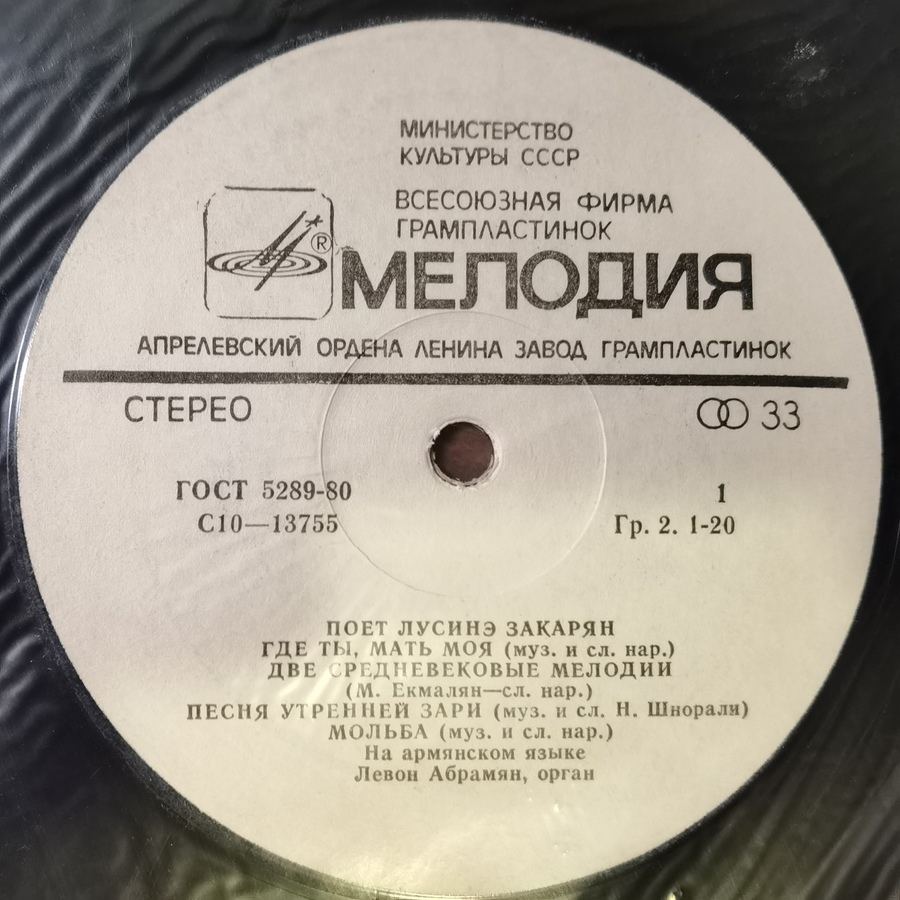 МИНИСТЕРСТВО
КУЛЬТУРЫ СССР
ВСЕСОЮЗНАЯ ФИРМА
ГРАМПЛАСТИНОК
®
МЕЛОДИЯ
АПРЕЛЕВСКИЙ ОРДЕНА ЛЕНИНА ЗАВОД ГРАМПЛАСТИНОК
СТЕРЕО 33
ГОСТ 5289-80 1
С10—13755 Гр. 2. 1-20
ПОЕТ ЛУСИНЭ ЗАКАРЯН
ГДЕ ТЫ, МАТЬ МОЯ (муз. и сл. нар.)
ДВЕ СРЕДНЕВЕКОВЫЕ МЕЛОДИИ
(М. Екмалян—сл. нар.)
ПЕСНЯ УТРЕННЕЙ ЗАРИ (муз. и сл. Н. Шнорали)
МОЛЬБА (муз. и сл. нар.)
На армянском языке
Левон Абрамян, орган